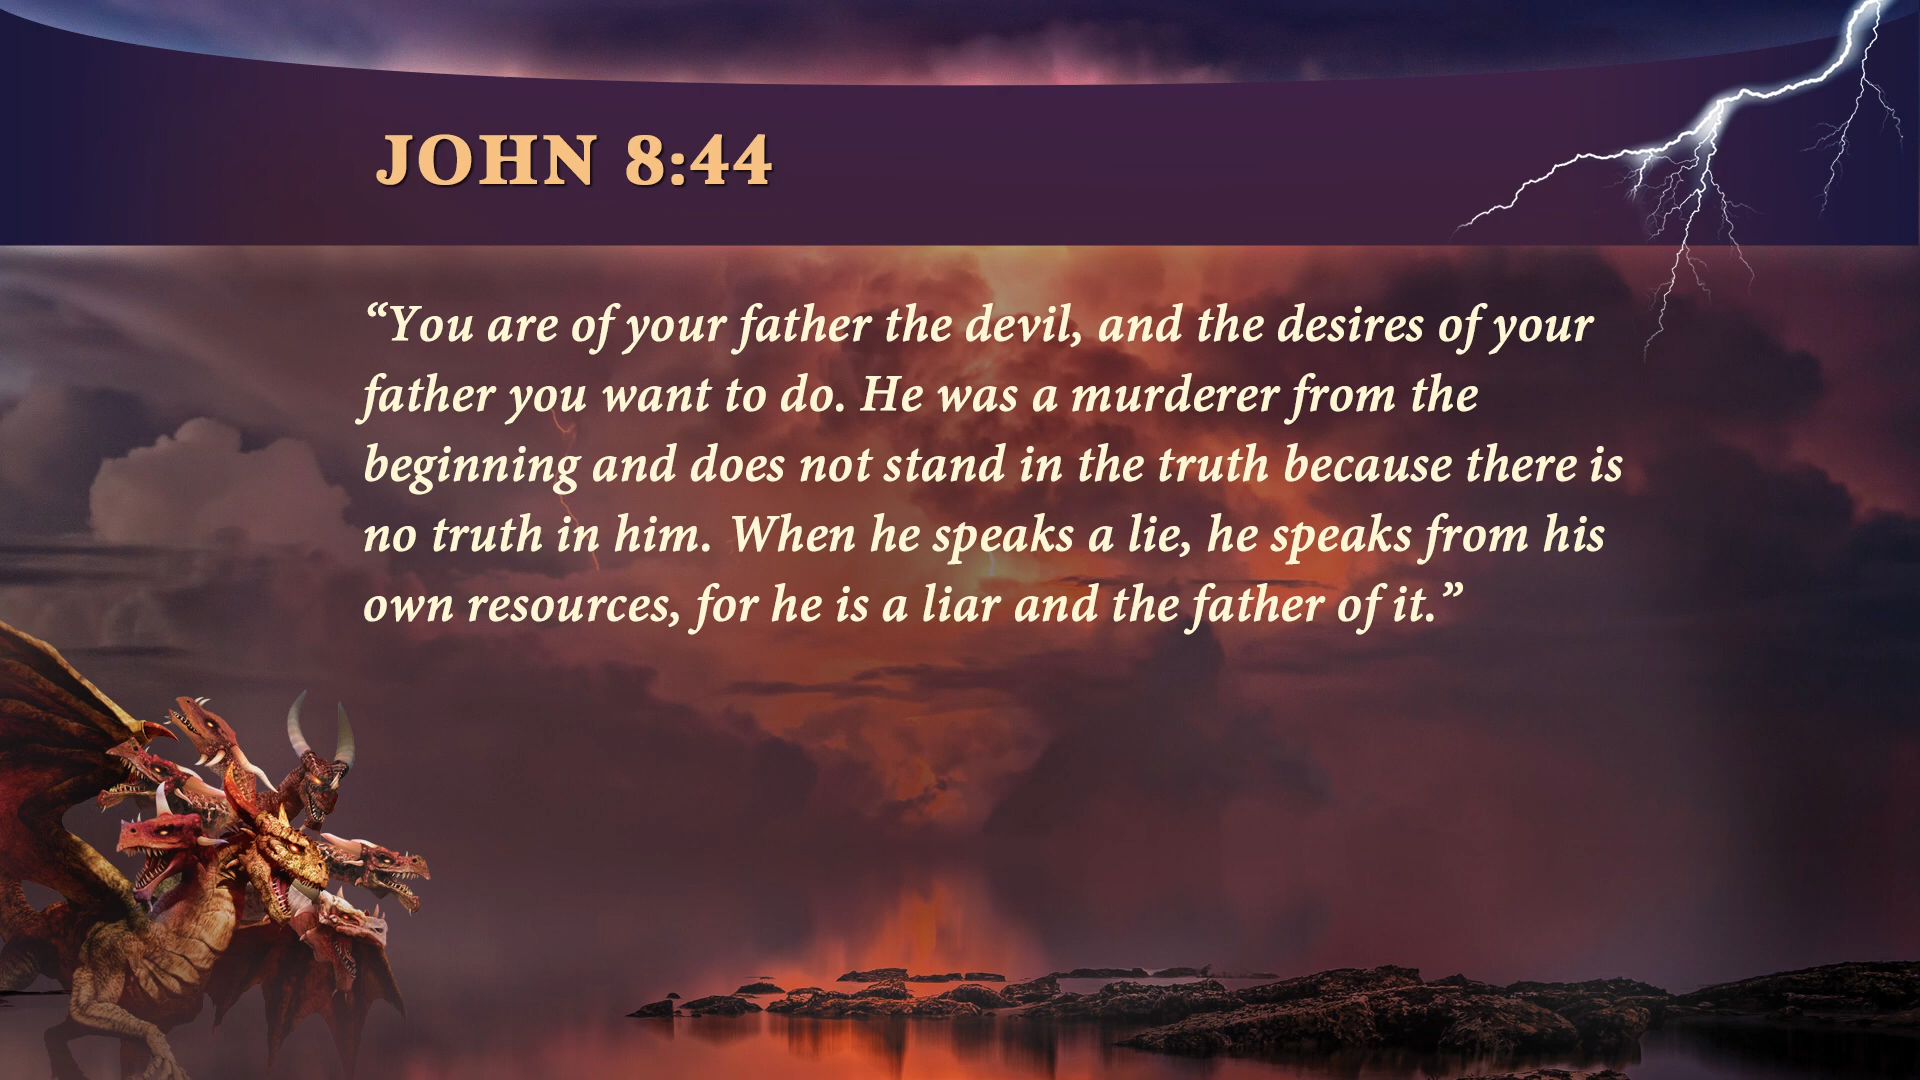 JOHN 8:44
“You are of your father the devil, and the desires of your
father you want to do. He was a murderer from the
beginning and does not stand in the truth because there is
no truth in him. When he speaks a lie, he speaks from his
own resources, for he is a liar and the father of it.”